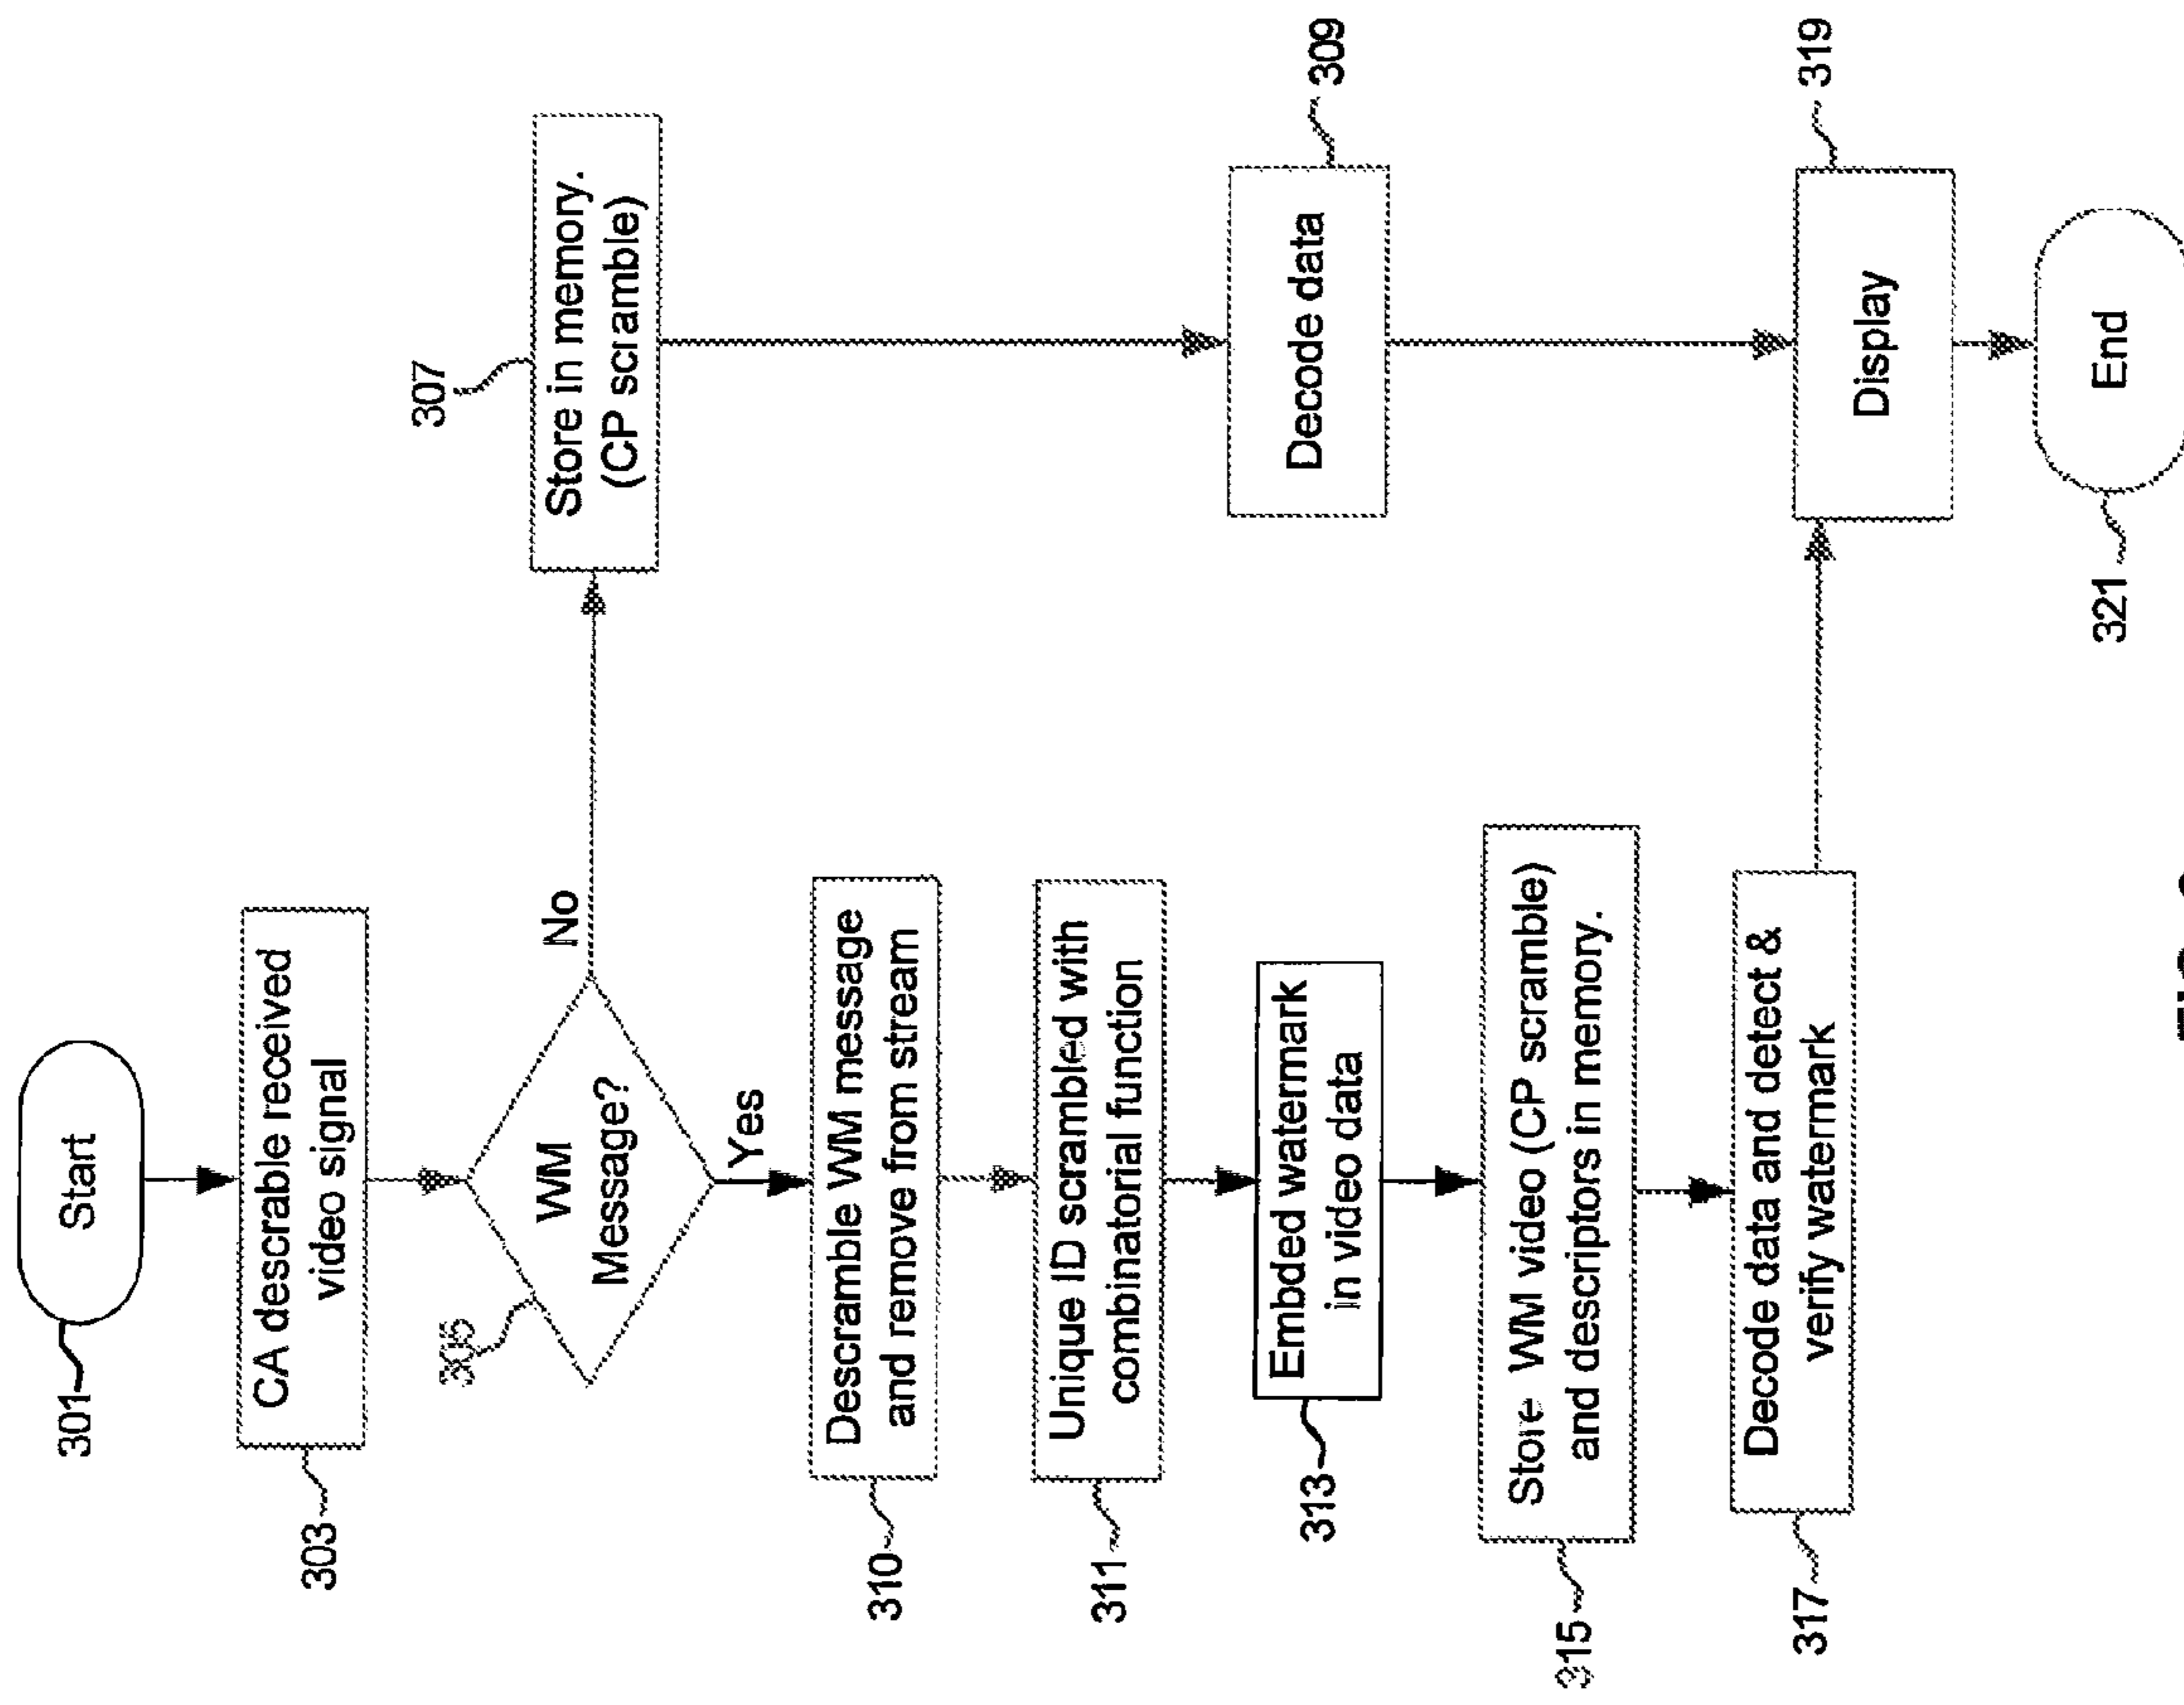 Start
301
CA descrable received
video signal
303
WM
Message?
305
No
Yes
Store in memory.
(CP scramble)
307
Decode data
309
Descramble WM message
and remove from stream
310
Unique ID scrambled with
combinatorial function
311
Embded watermark
in video data
313
Store WM video (CP scramble)
and descriptors in memory.
315
Decode data and detect &
verify watermark
317
Display
319
End
321